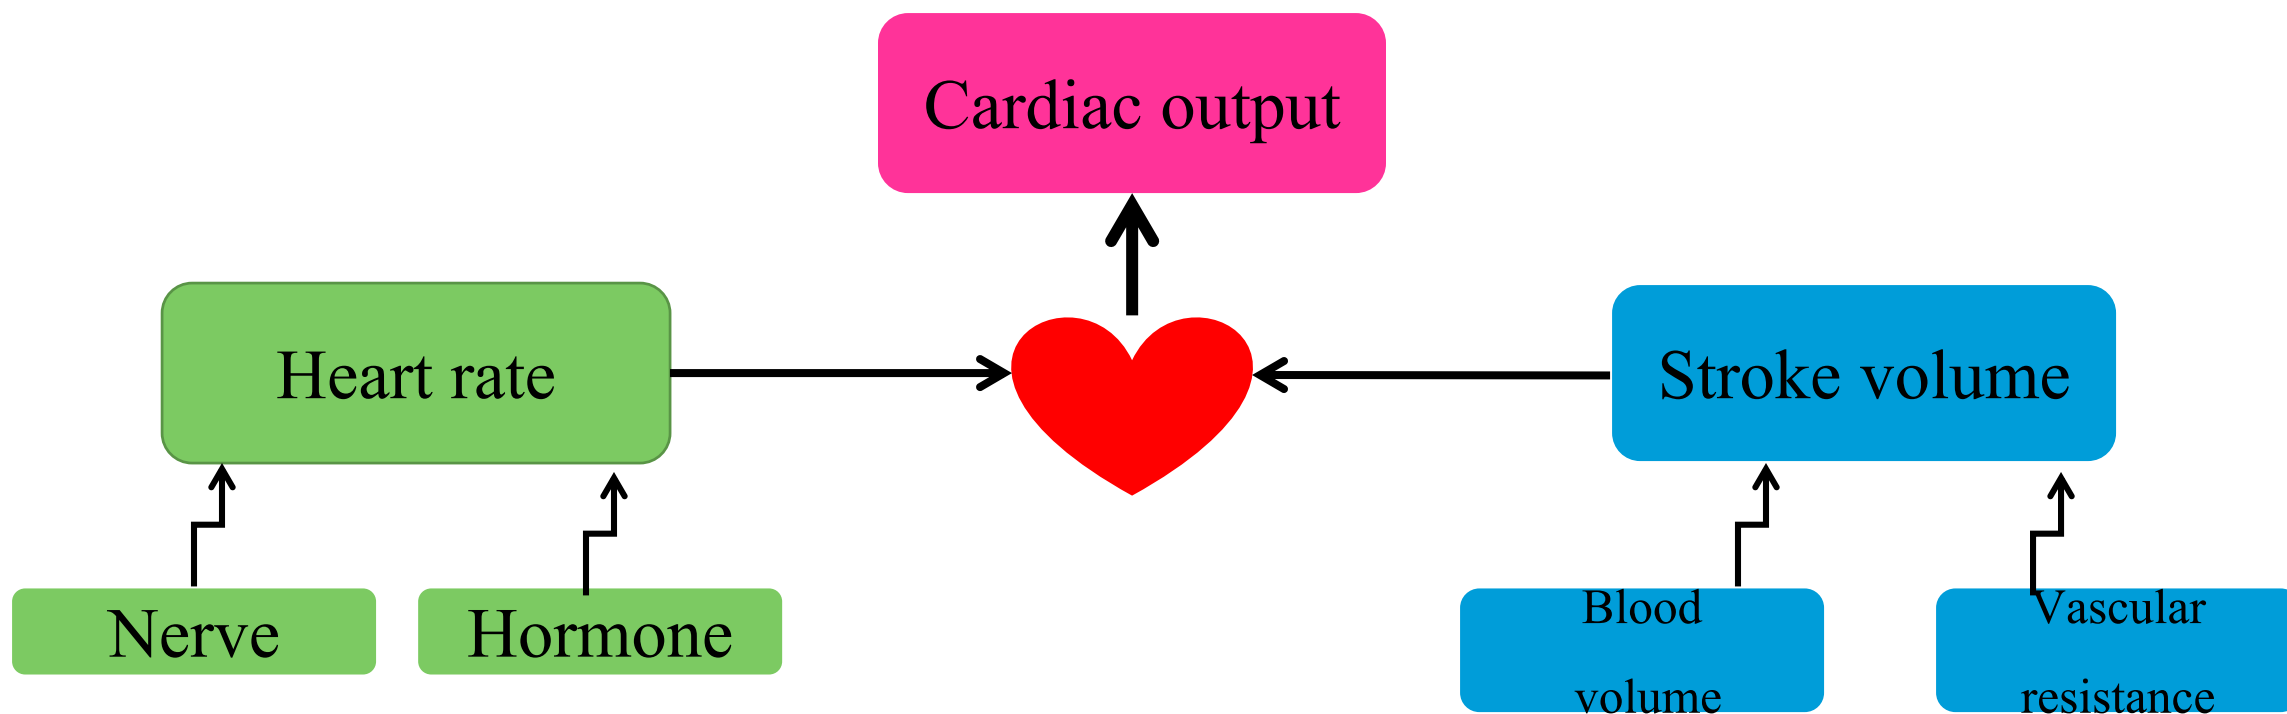 Cardiac output
Heart rate
Stroke volume
Nerve
Hormone
Blood
volume
Vascular
resistance